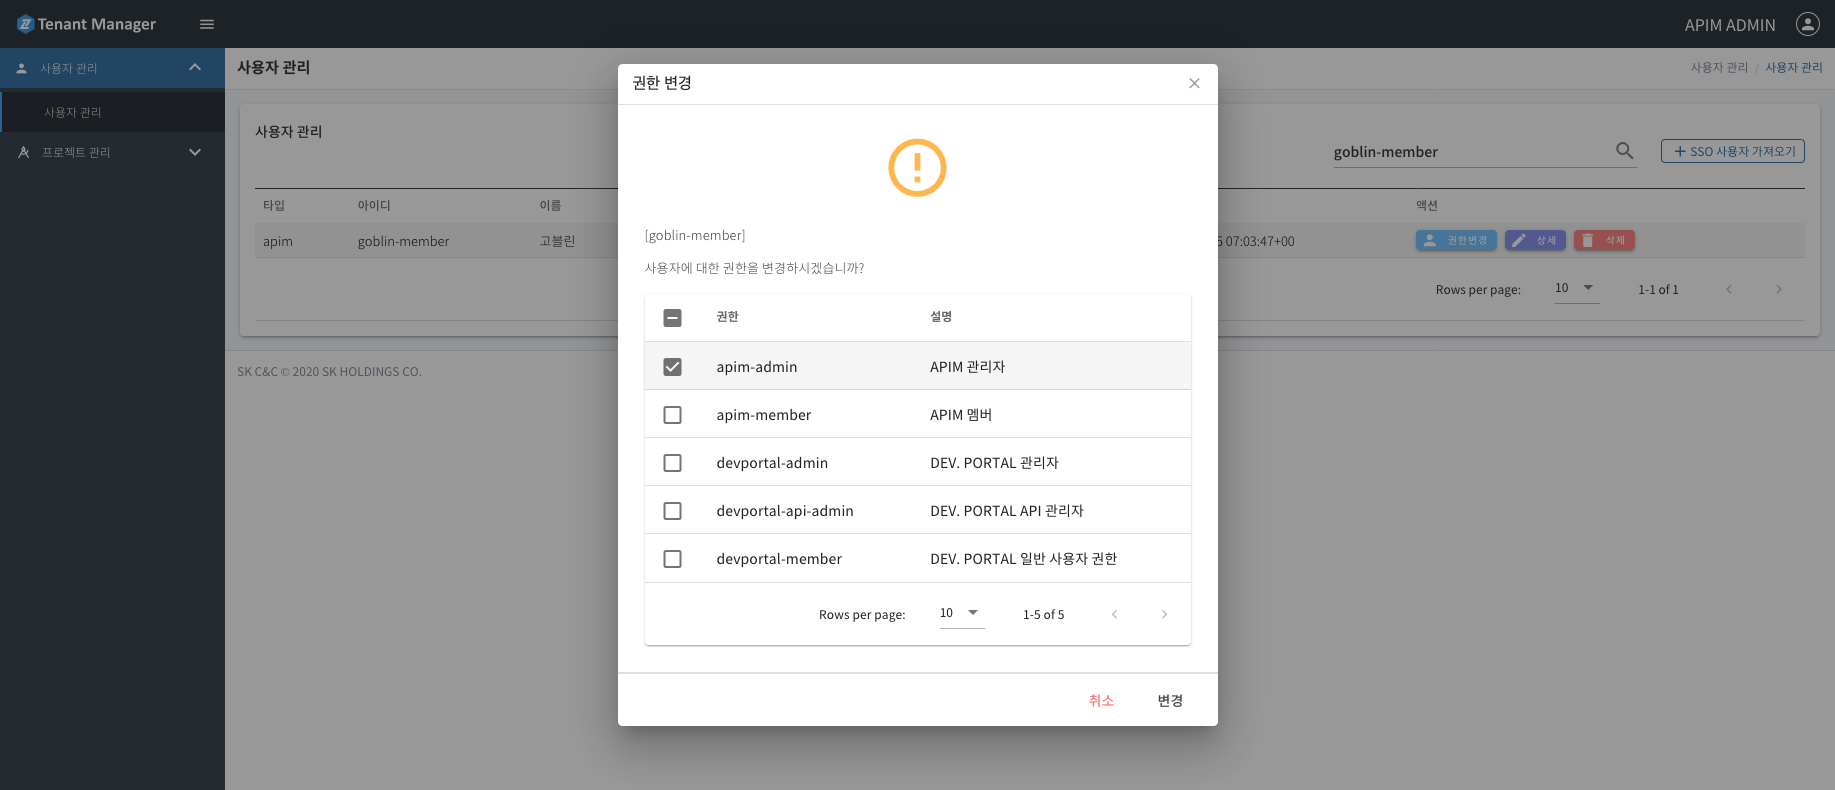 Tenant Manager
APIM ADMIN
사용자 관리
사용자 관리
프로젝트 관리
사용자 관리
사용자 관리 / 사용자 관리
사용자 관리
goblin-member
+ SSO 사용자 가져오기
타입 아이디 이름 액션
apim goblin-member 고블린 07:03:47+00 권한변경 상세 삭제
Rows per page: 10 1-1 of 1
SK C&C © 2020 SK HOLDINGS CO.
권한 변경
[goblin-member]
사용자에 대한 권한을 변경하시겠습니까?
권한 설명
apim-admin APIM 관리자
apim-member APIM 멤버
devportal-admin DEV. PORTAL 관리자
devportal-api-admin DEV. PORTAL API 관리자
devportal-member DEV. PORTAL 일반 사용자 권한
Rows per page: 10 1-5 of 5
취소 변경